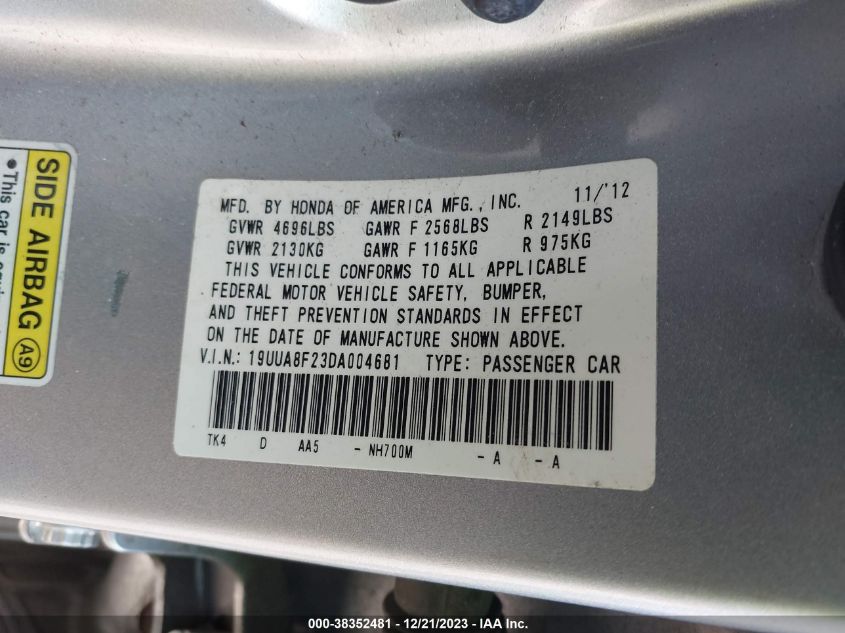 SIDE AIRBAG A9
• This car is
MFD. BY HONDA OF AMERICA MFG., INC. 11/'12
GVWR 4696LBS GAWR F 2568LBS R 2149LBS
GVWR 2130KG GAWR F 1165KG R 975KG
THIS VEHICLE CONFORMS TO ALL APPLICABLE
FEDERAL MOTOR VEHICLE SAFETY, BUMPER,
AND THEFT PREVENTION STANDARDS IN EFFECT
ON THE DATE OF MANUFACTURE SHOWN ABOVE.
V.I.N.: 19UUA8F23DA004681 TYPE: PASSENGER CAR
TK4 D AA5 - NH700M - A - A
000-38352481 - 12/21/2023 - IAA Inc.